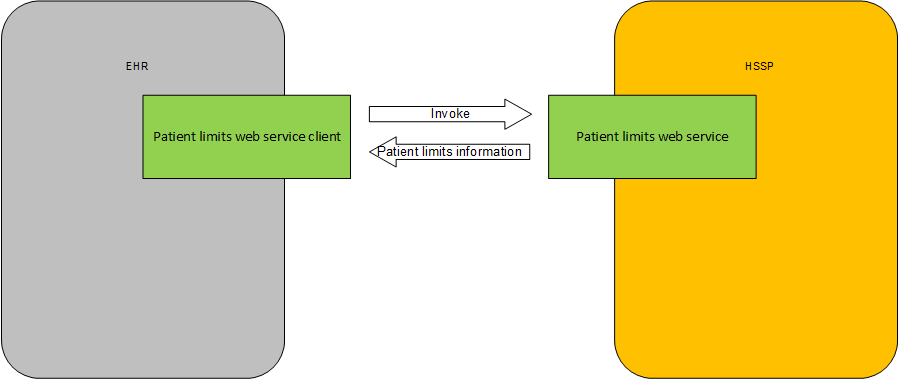 EHR
HSSP
Patient limits web service client
Invoke
Patient limits information
Patient limits web service